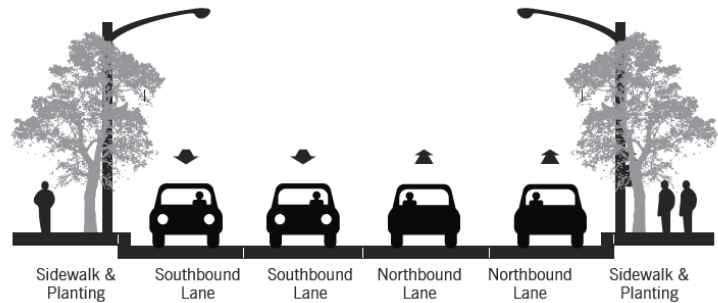 Sidewalk &
Planting
Southbound
Lane
Southbound
Lane
Northbound
Lane
Northbound
Lane
Sidewalk &
Planting